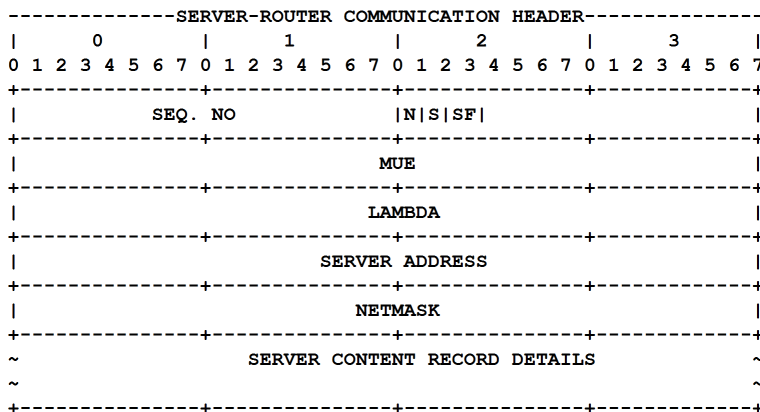 --------------SERVER-ROUTER COMMUNICATION HEADER---------------
|      0        |       1       |       2       |      3      |
0 1 2 3 4 5 6 7 0 1 2 3 4 5 6 7 0 1 2 3 4 5 6 7 0 1 2 3 4 5 6 7
+---------------+---------------+---------------+-------------+
|           SEQ. NO             |N|S|SF|                      |
+---------------+---------------+---------------+-------------+
|                              MUE                            |
+---------------+---------------+---------------+-------------+
|                             LAMBDA                          |
+---------------+---------------+---------------+-------------+
|                         SERVER ADDRESS                      |
+---------------+---------------+---------------+-------------+
|                            NETMASK                          |
+---------------+---------------+---------------+-------------+
~                   SERVER CONTENT RECORD DETAILS             ~
~                                                             ~
+---------------+---------------+---------------+-------------+